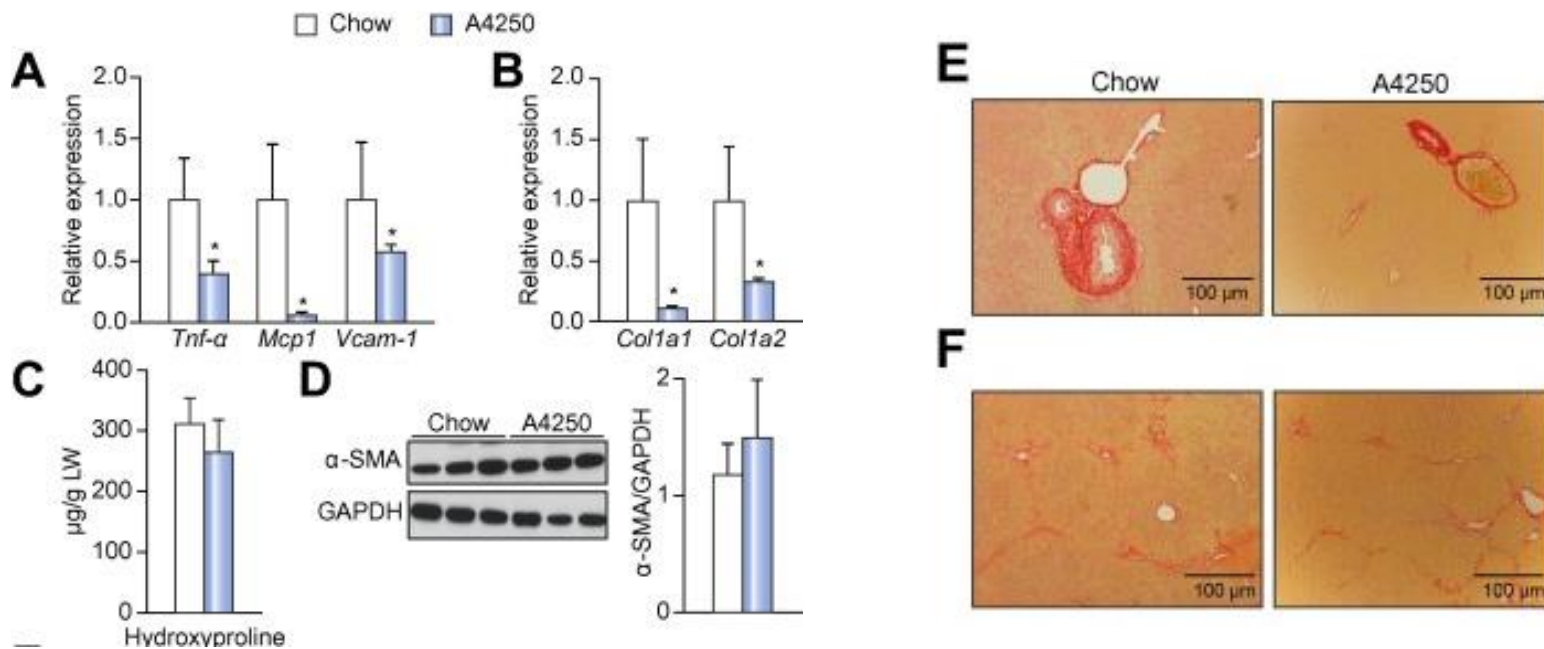 Chow A4250
A
Relative expression
2.0
1.5
1.0
0.5
0.0
*
*
*
Tnf-α Mcp1 Vcam-1
B
Relative expression
2.0
1.5
1.0
0.5
0.0
*
*
Col1a1 Col1a2
C
µg/g LW
400
300
200
100
0
Hydroxyproline
D
Chow A4250
α-SMA
GAPDH
α-SMA/GAPDH
2
1
0
E
Chow A4250
100 µm 100 µm
F
100 µm 100 µm